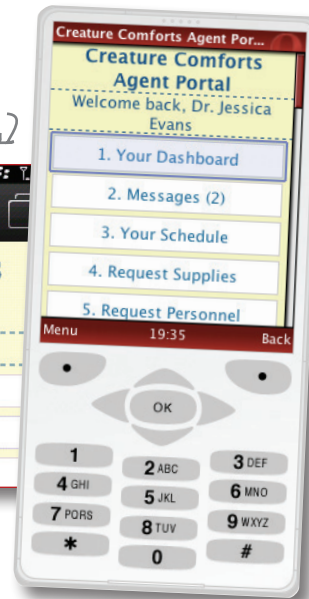 Creature Comforts Agent Por...
Creature Comforts
Agent Portal
Welcome back, Dr. Jessica
Evans
1. Your Dashboard
2. Messages (2)
3. Your Schedule
4. Request Supplies
5. Request Personnel
Menu 19:35 Back
OK
1 2 ABC 3 DEF
4 GHI 5 JKL 6 MNO
7 PQRS 8 TUV 9 WXYZ
* 0 #